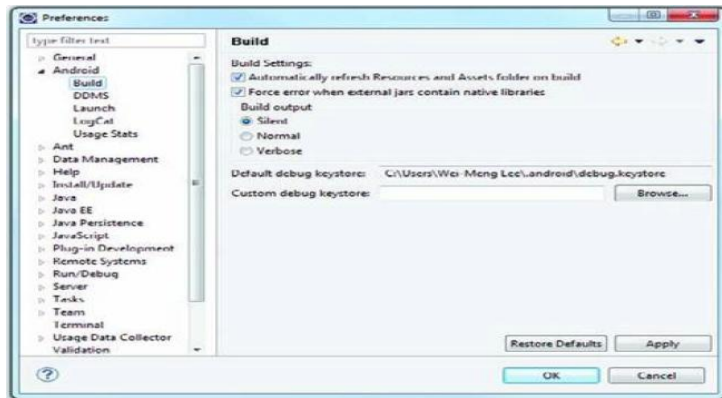 Preferences
type filter text
General
Android
Build
DDMS
Launch
LogCat
Usage Stats
Ant
Data Management
Help
Install/Update
Java
Java EE
Java Persistence
JavaScript
Plug-in Development
Remote Systems
Run/Debug
Server
Tasks
Team
Terminal
Usage Data Collector
Validation
Build
Build Settings:
Automatically refresh Resources and Assets folder on build
Force error when external jars contain native libraries
Build output
Silent
Normal
Verbose
Default debug keystore: C:\Users\Wei-Meng Lee\.android\debug.keystore
Custom debug keystore: Browse...
Restore Defaults Apply
OK Cancel